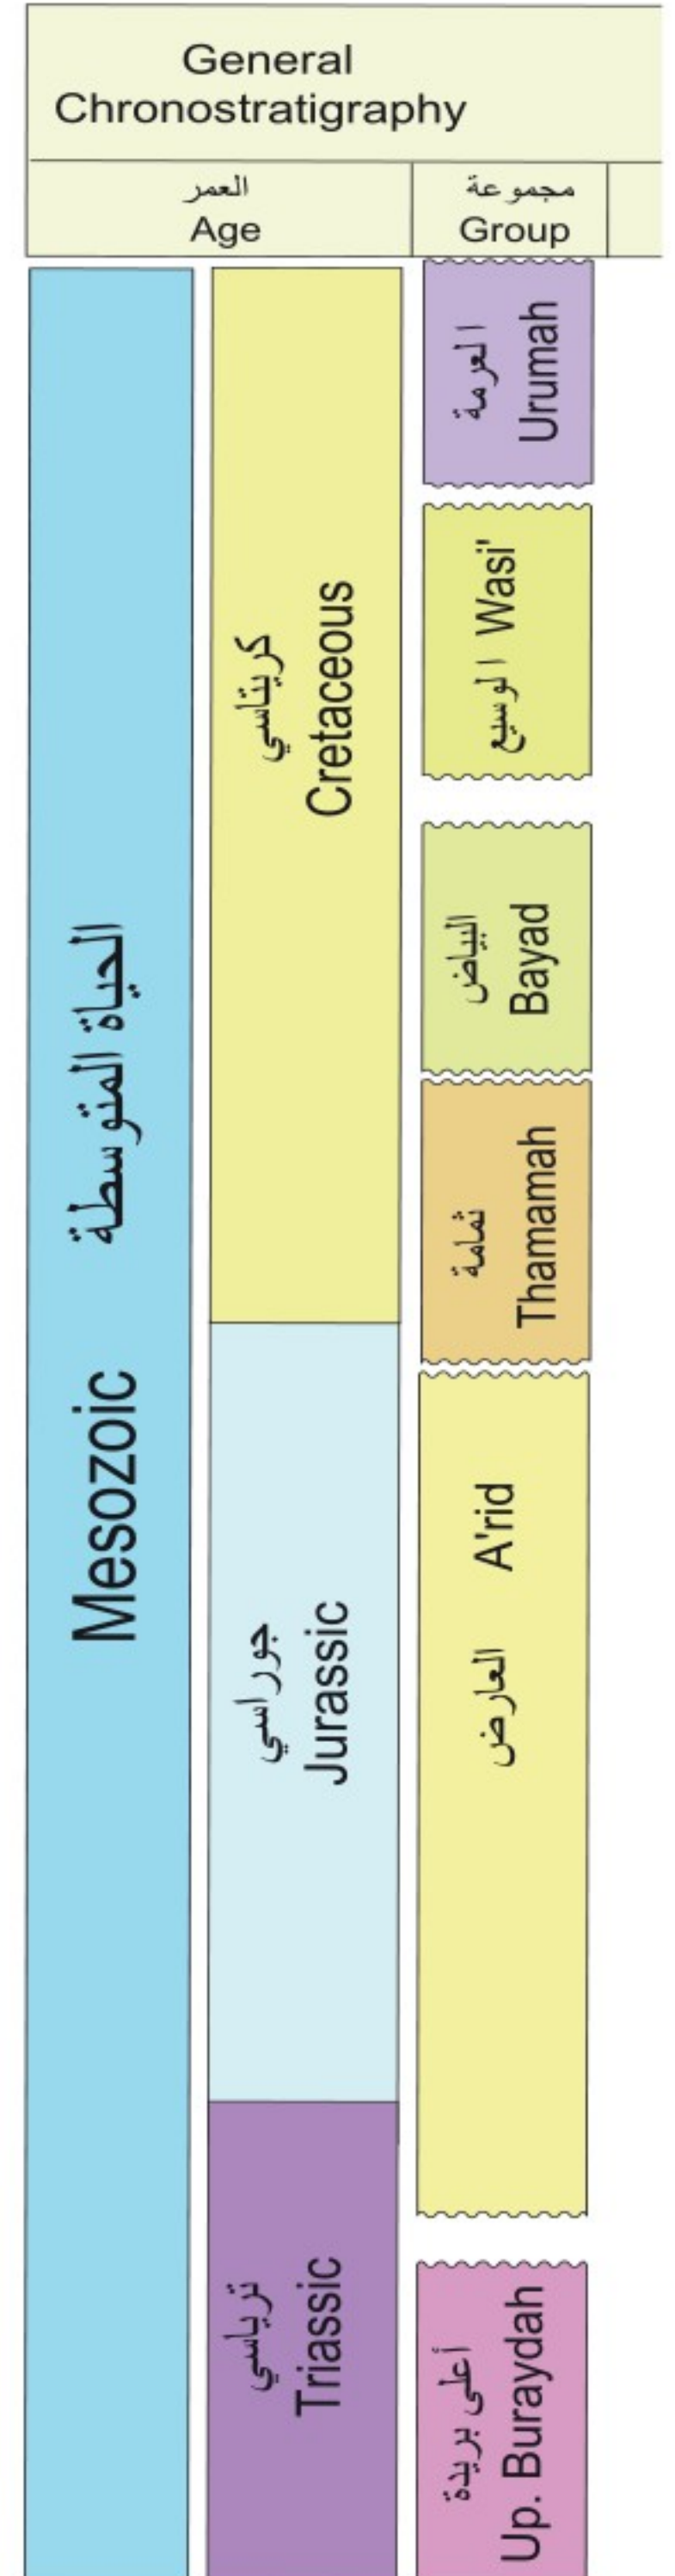 General
Chronostratigraphy
العمر
Age
مجموعة
Group
الحياة المتوسطة
Mesozoic
كريتاسي
Cretaceous
جوراسي
Jurassic
ترياسي
Triassic
العرمة
Urumah
الوسيع Wasi'
البياض
Bayad
ثمامة
Thamamah
العارض A'rid
أعلى بريدة
Up. Buraydah